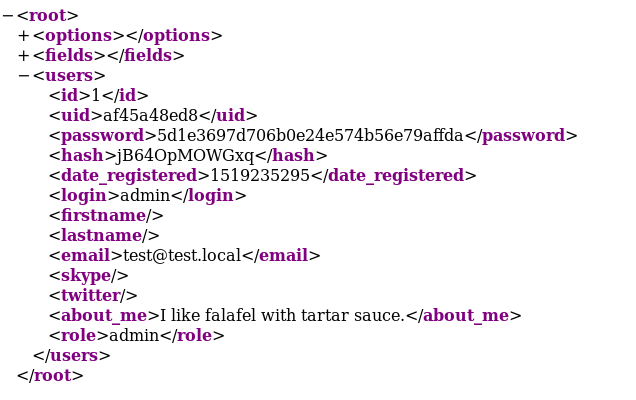 −<root>
+<options></options>
+<fields></fields>
−<users>
<id>1</id>
<uid>af45a48ed8</uid>
<password>5d1e3697d706b0e24e574b56e79affda</password>
<hash>jB64OpMOWGxq</hash>
<date_registered>1519235295</date_registered>
<login>admin</login>
<firstname/>
<lastname/>
<email>test@test.local</email>
<skype/>
<twitter/>
<about_me>I like falafel with tartar sauce.</about_me>
<role>admin</role>
</users>
</root>